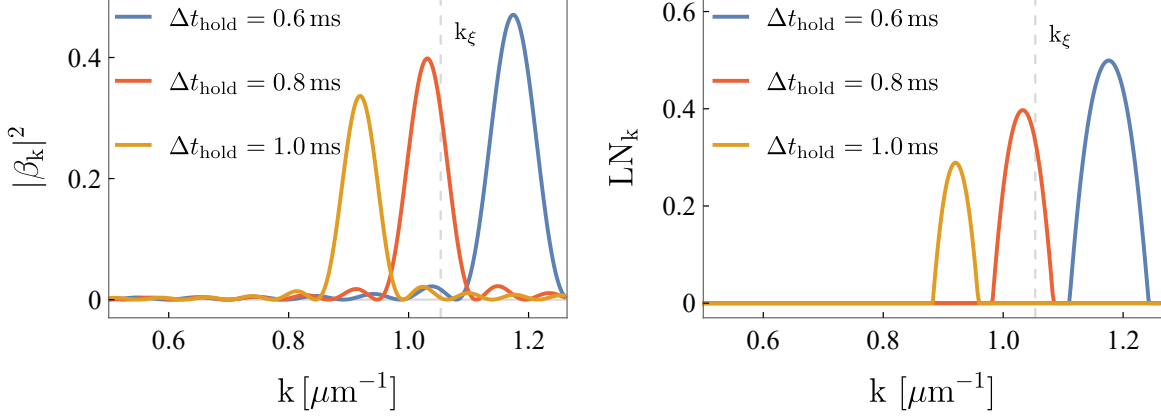 Δt_hold = 0.6 ms
Δt_hold = 0.8 ms
Δt_hold = 1.0 ms
k_ξ
|β_k|²
0.4
0.2
0
0.6
0.8
1.0
1.2
k [μm⁻¹]
Δt_hold = 0.6 ms
Δt_hold = 0.8 ms
Δt_hold = 1.0 ms
k_ξ
LN_k
0.6
0.4
0.2
0
0.6
0.8
1.0
1.2
k [μm⁻¹]